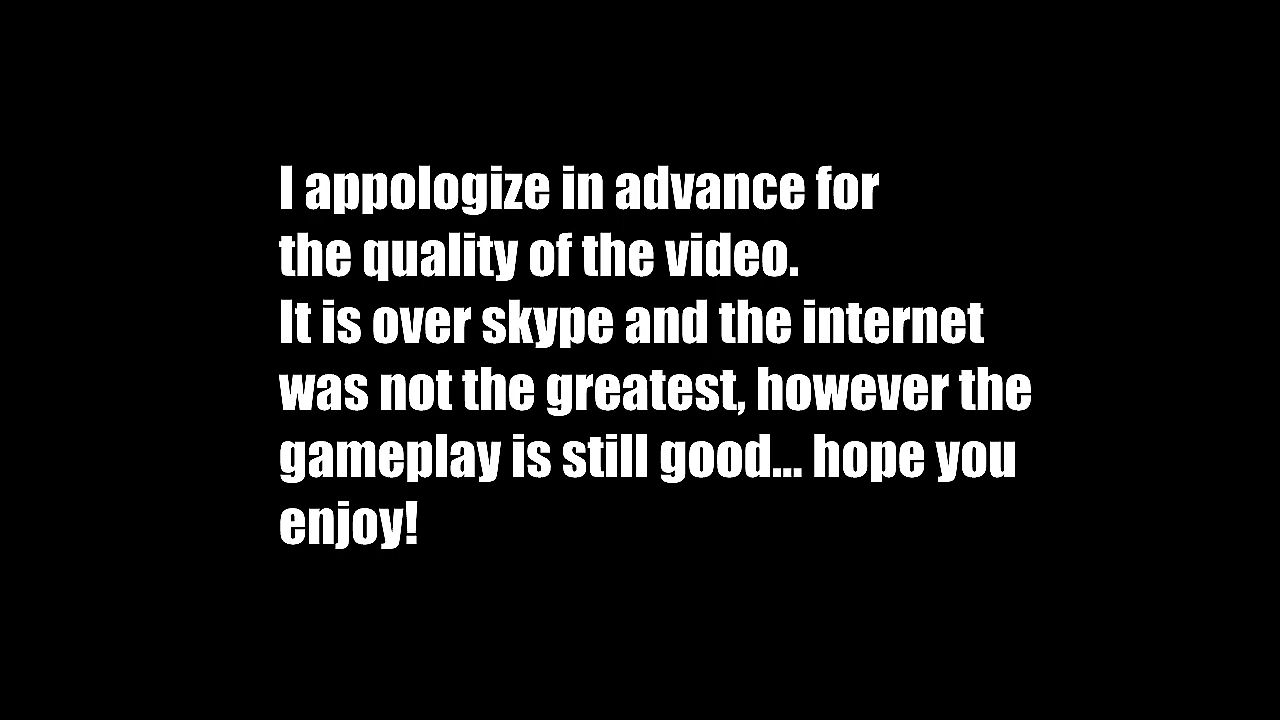 I appologize in advance for
the quality of the video.
It is over skype and the internet
was not the greatest, however the
gameplay is still good... hope you
enjoy!